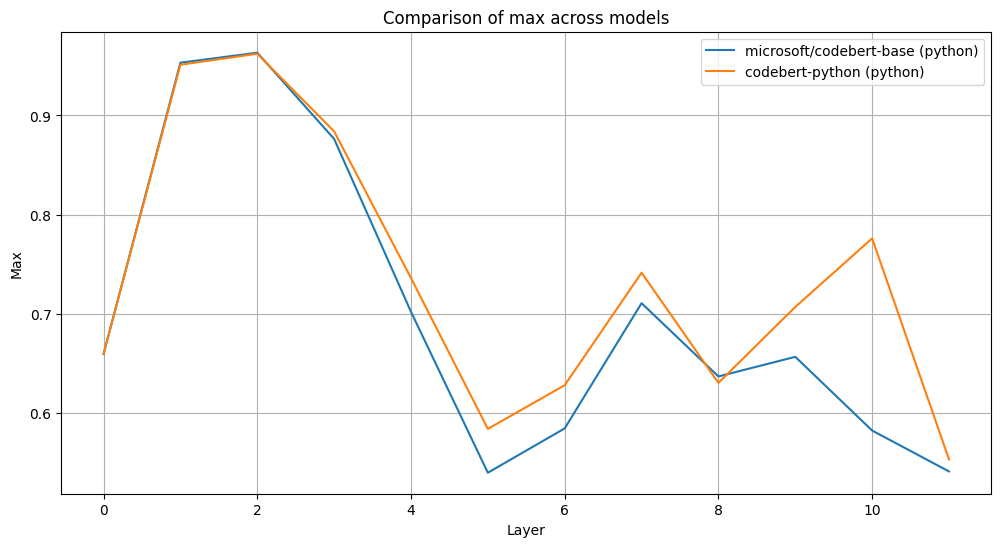 Comparison of max across models
microsoft/codebert-base (python)
codebert-python (python)
Max
0.9
0.8
0.7
0.6
0 2 4 6 8 10
Layer